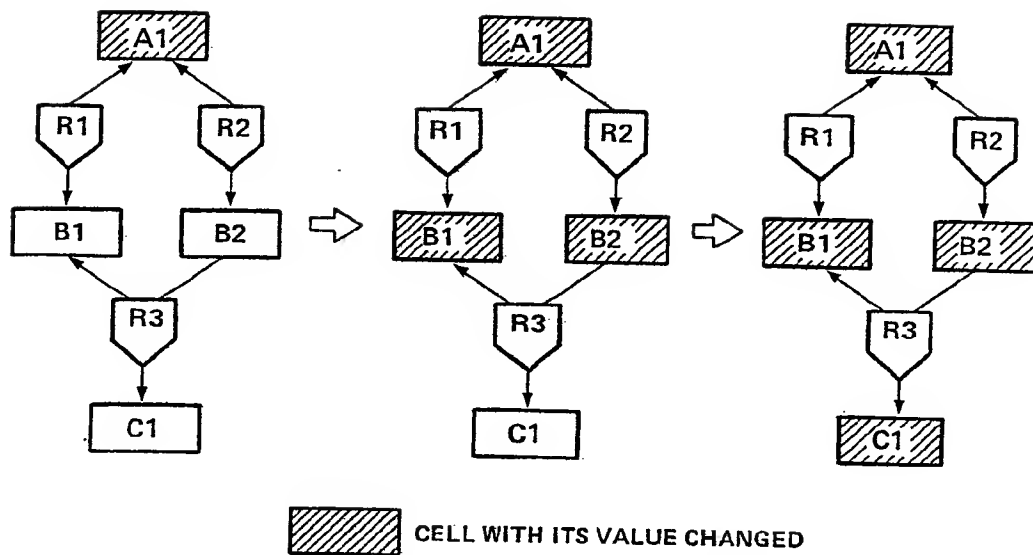 A1
R1 R2
B1 B2
R3
C1
A1
R1 R2
B1 B2
R3
C1
A1
R1 R2
B1 B2
R3
C1
CELL WITH ITS VALUE CHANGED